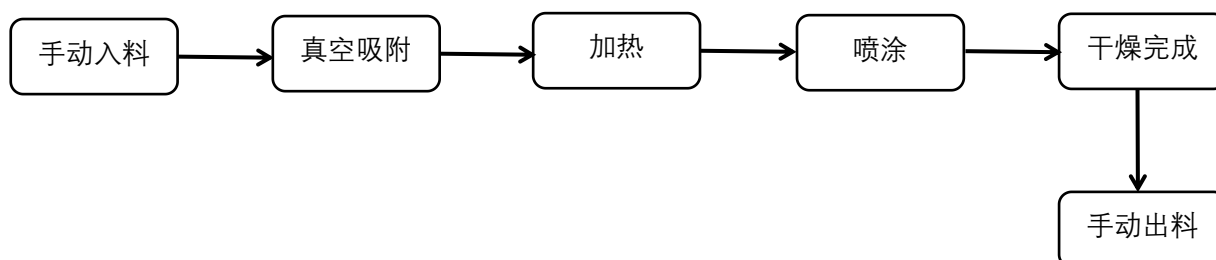 手动入料
真空吸附
加热
喷涂
干燥完成
手动出料